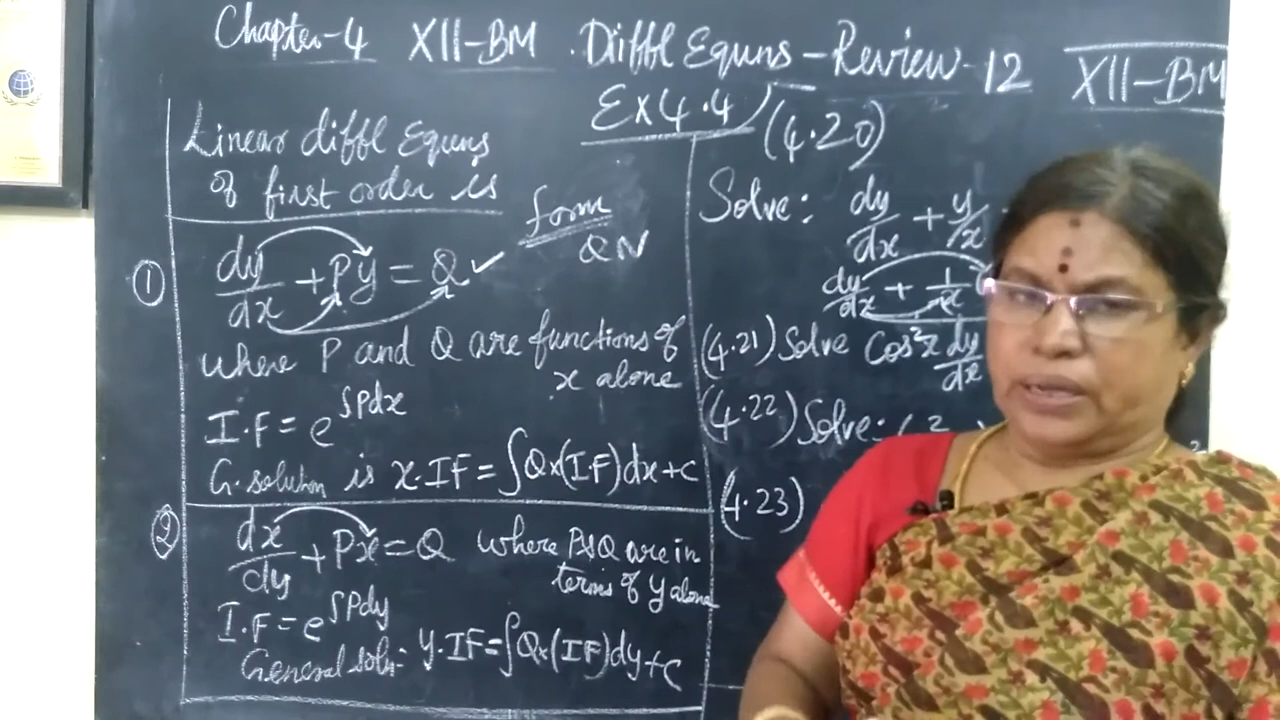 Chapter-4 XII-BM . Diffl Equns - Review - 12
XII-BM
Ex 4.4
(4.20)
Linear diffl Equns
of first order is
form
QN
① dy/dx + Py = Q ✓
where P and Q are functions of
x alone
I.F = e^∫Pdx
G.solution is x.IF = ∫Q×(I.F)dx+c
② dx/dy + Px = Q where P&Q are in
terms of y alone
I.F = e^∫Pdy
General soln:- y.IF = ∫Q×(IF)dy+c
Solve: dy/dx + y/x
dy/dx + 1/x
(4.21) Solve cos²x dy/dx
(4.22) Solve:
(4.23)